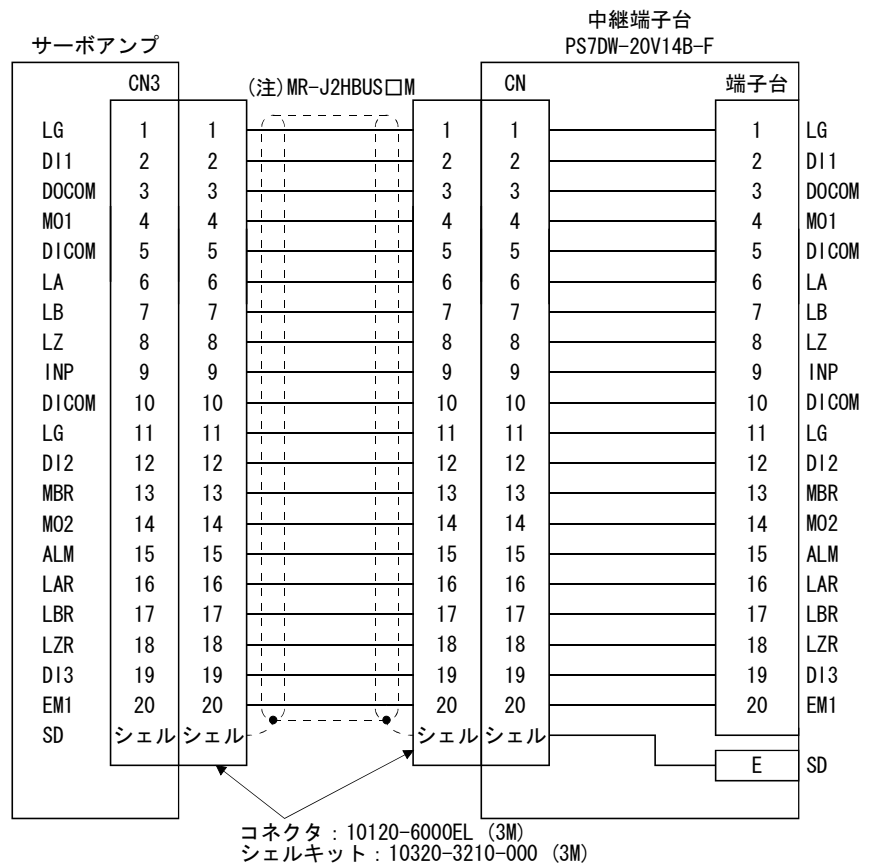 中継端子台
サーボアンプ PS7DW-20V14B-F
CN3 (注)MR-J2HBUS□M CN 端子台
LG 1 1 1 1 1 LG
DI1 2 2 2 2 2 DI1
DOCOM 3 3 3 3 3 DOCOM
MO1 4 4 4 4 4 MO1
DICOM 5 5 5 5 5 DICOM
LA 6 6 6 6 6 LA
LB 7 7 7 7 7 LB
LZ 8 8 8 8 8 LZ
INP 9 9 9 9 9 INP
DICOM 10 10 10 10 10 DICOM
LG 11 11 11 11 11 LG
DI2 12 12 12 12 12 DI2
MBR 13 13 13 13 13 MBR
MO2 14 14 14 14 14 MO2
ALM 15 15 15 15 15 ALM
LAR 16 16 16 16 16 LAR
LBR 17 17 17 17 17 LBR
LZR 18 18 18 18 18 LZR
DI3 19 19 19 19 19 DI3
EM1 20 20 20 20 20 EM1
SD シェル シェル シェル シェル
E SD
コネクタ：10120-6000EL (3M)
シェルキット：10320-3210-000 (3M)